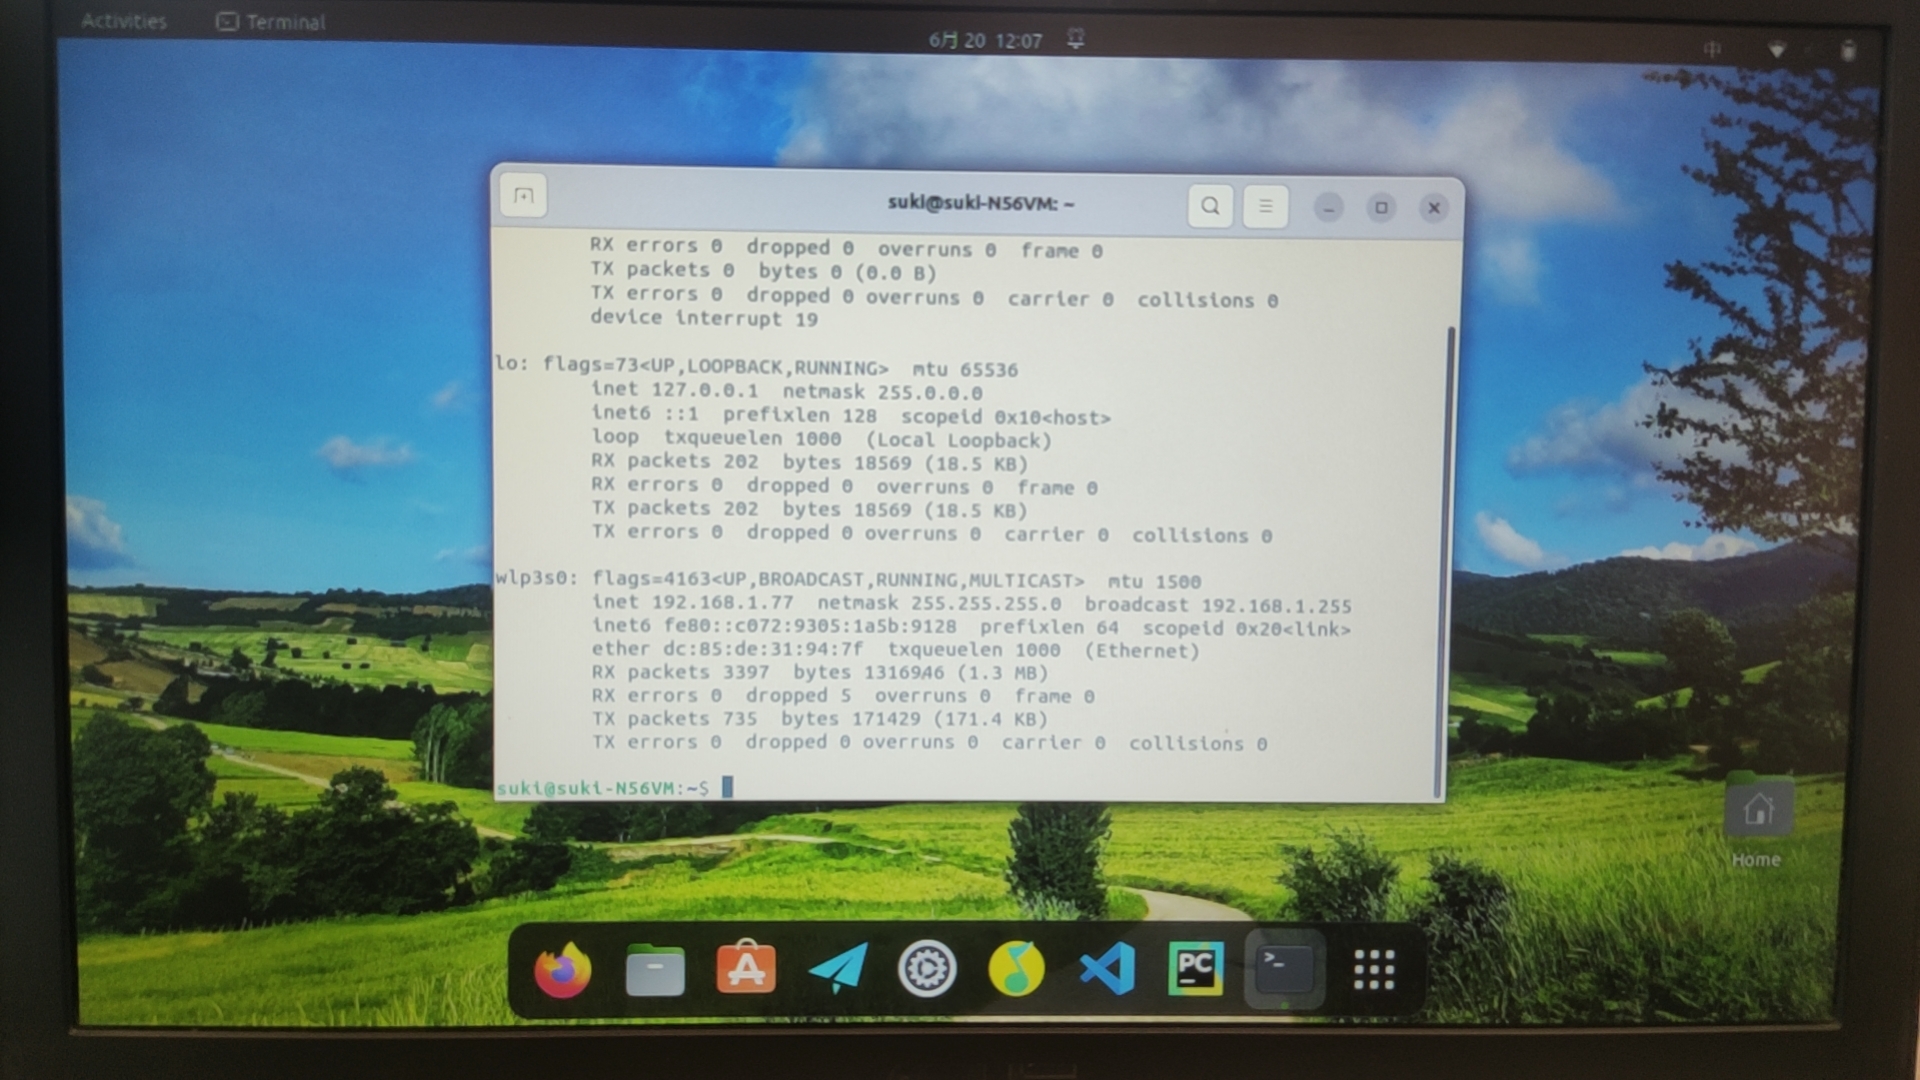 Activities
Terminal
6月 20 12:07
中
suki@suki-N56VM: ~
RX errors 0 dropped 0 overruns 0 frame 0
TX packets 0 bytes 0 (0.0 B)
TX errors 0 dropped 0 overruns 0 carrier 0 collisions 0
device interrupt 19
lo: flags=73<UP,LOOPBACK,RUNNING> mtu 65536
inet 127.0.0.1 netmask 255.0.0.0
inet6 ::1 prefixlen 128 scopeid 0x10<host>
loop txqueuelen 1000 (Local Loopback)
RX packets 202 bytes 18569 (18.5 KB)
RX errors 0 dropped 0 overruns 0 frame 0
TX packets 202 bytes 18569 (18.5 KB)
TX errors 0 dropped 0 overruns 0 carrier 0 collisions 0
wlp3s0: flags=4163<UP,BROADCAST,RUNNING,MULTICAST> mtu 1500
inet 192.168.1.77 netmask 255.255.255.0 broadcast 192.168.1.255
inet6 fe80::c072:9305:1a5b:9128 prefixlen 64 scopeid 0x20<link>
ether dc:85:de:31:94:7f txqueuelen 1000 (Ethernet)
RX packets 3397 bytes 1316946 (1.3 MB)
RX errors 0 dropped 5 overruns 0 frame 0
TX packets 735 bytes 171429 (171.4 KB)
TX errors 0 dropped 0 overruns 0 carrier 0 collisions 0
suki@suki-N56VM:~$
Home
PC